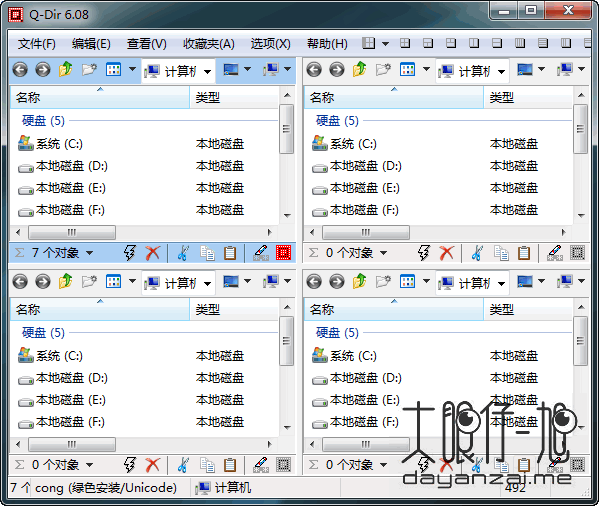 Q-Dir 6.08
文件(F) 编辑(E) 查看(V) 收藏夹(A) 选项(X) 帮助(H)
计算机
名称 类型
硬盘 (5)
系统 (C:) 本地磁盘
本地磁盘 (D:) 本地磁盘
本地磁盘 (E:) 本地磁盘
本地磁盘 (F:) 本地磁盘
7 个对象
计算机
名称 类型
硬盘 (5)
系统 (C:) 本地磁盘
本地磁盘 (D:) 本地磁盘
本地磁盘 (E:) 本地磁盘
本地磁盘 (F:) 本地磁盘
0 个对象
计算机
名称 类型
硬盘 (5)
系统 (C:) 本地磁盘
本地磁盘 (D:) 本地磁盘
本地磁盘 (E:) 本地磁盘
本地磁盘 (F:) 本地磁盘
0 个对象
计算机
名称 类型
硬盘 (5)
系统 (C:) 本地磁盘
本地磁盘 (D:) 本地磁盘
本地磁盘 (E:) 本地磁盘
本地磁盘 (F:) 本地磁盘
0 个对象
大眼仔~旭
dayanzai.me
7 个 cong (绿色安装/Unicode) 计算机 492